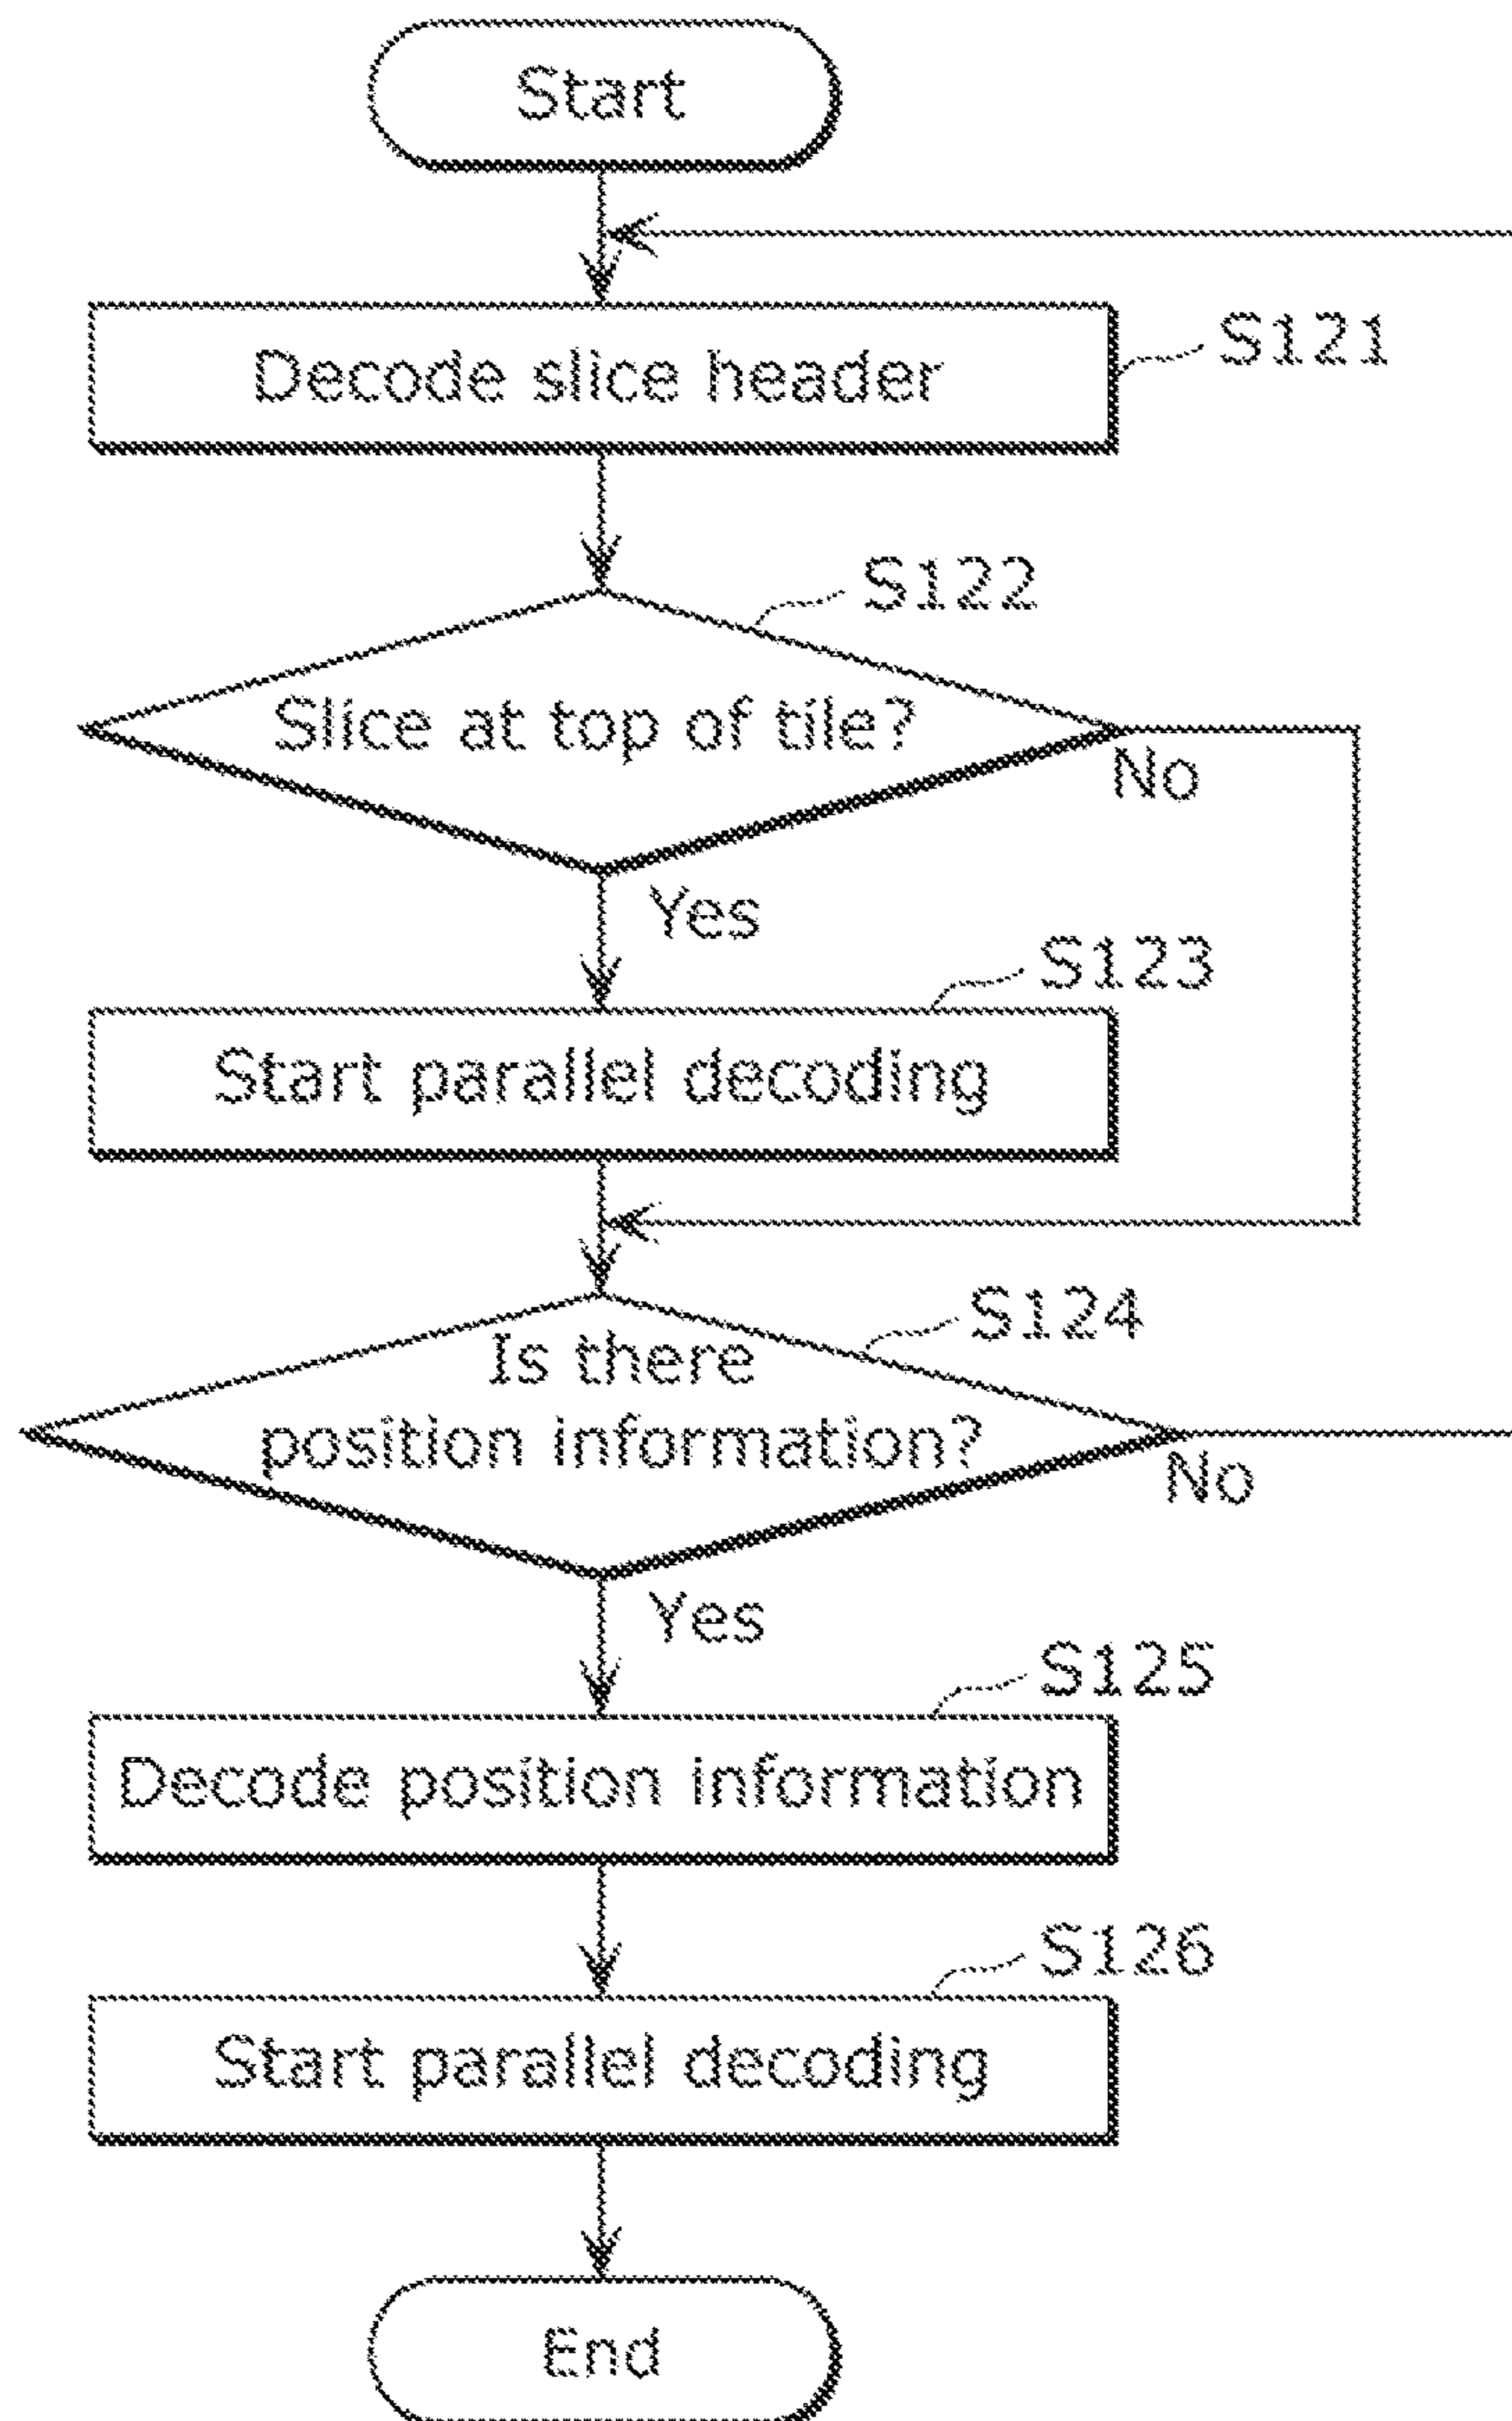 Start
Decode slice header
S121
S122
Slice at top of tile?
No
Yes
S123
Start parallel decoding
S124
Is there
position information?
No
Yes
S125
Decode position information
S126
Start parallel decoding
End